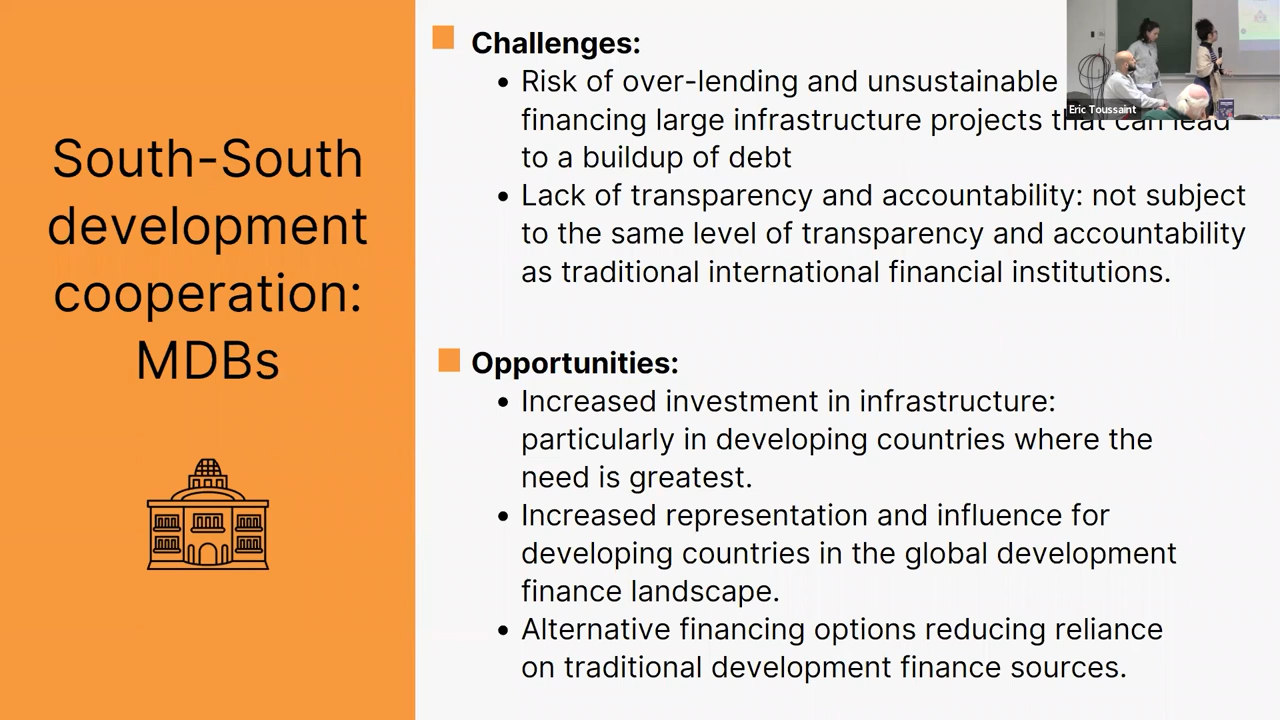 South-South
development
cooperation:
MDBs
Challenges:
Risk of over-lending and unsustainable
financing large infrastructure projects that can lead
to a buildup of debt
Lack of transparency and accountability: not subject
to the same level of transparency and accountability
as traditional international financial institutions.
Opportunities:
Increased investment in infrastructure:
particularly in developing countries where the
need is greatest.
Increased representation and influence for
developing countries in the global development
finance landscape.
Alternative financing options reducing reliance
on traditional development finance sources.
Eric Toussaint